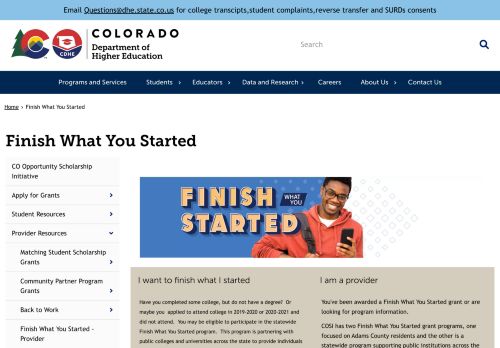 Email Questions@dhe.state.co.us for college transcipts,student complaints,reverse transfer and SURDs consents
CDHE
COLORADO
Department of
Higher Education
Search
Programs and Services
Students
Educators
Data and Research
Careers
About Us
Contact Us
Home › Finish What You Started
Finish What You Started
CO Opportunity Scholarship
Initiative
Apply for Grants
Student Resources
Provider Resources
Matching Student Scholarship
Grants
Community Partner Program
Grants
Back to Work
Finish What You Started -
Provider
FINISH
WHAT
YOU
STARTED
I want to finish what I started
Have you completed some college, but do not have a degree? Or
maybe you applied to attend college in 2019-2020 or 2020-2021 and
did not attend. You may be eligible to participate in the statewide
Finish What You Started program. This program is partnering with
public colleges and universities across the state to provide individuals
I am a provider
You've been awarded a Finish What You Started grant or are
looking for program information.
COSI has two Finish What You Started grant programs, one
focused on Adams County residents and the other is a
statewide program supporting public institutions across the